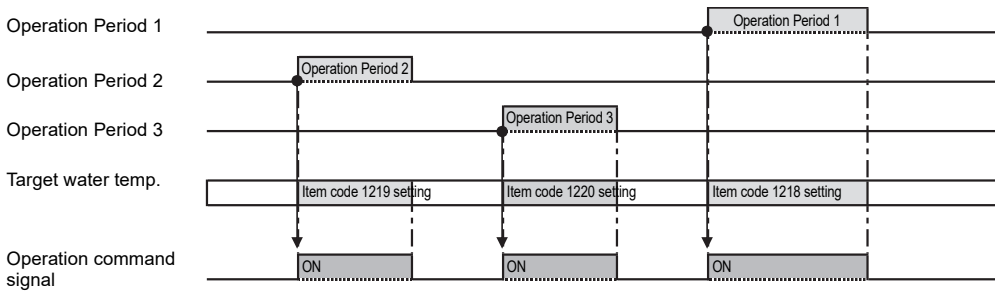 Operation Period 1
Operation Period 1
Operation Period 2
Operation Period 2
Operation Period 3
Operation Period 3
Target water temp.
Item code 1219 setting
Item code 1220 setting
Item code 1218 setting
Operation command
signal
ON
ON
ON